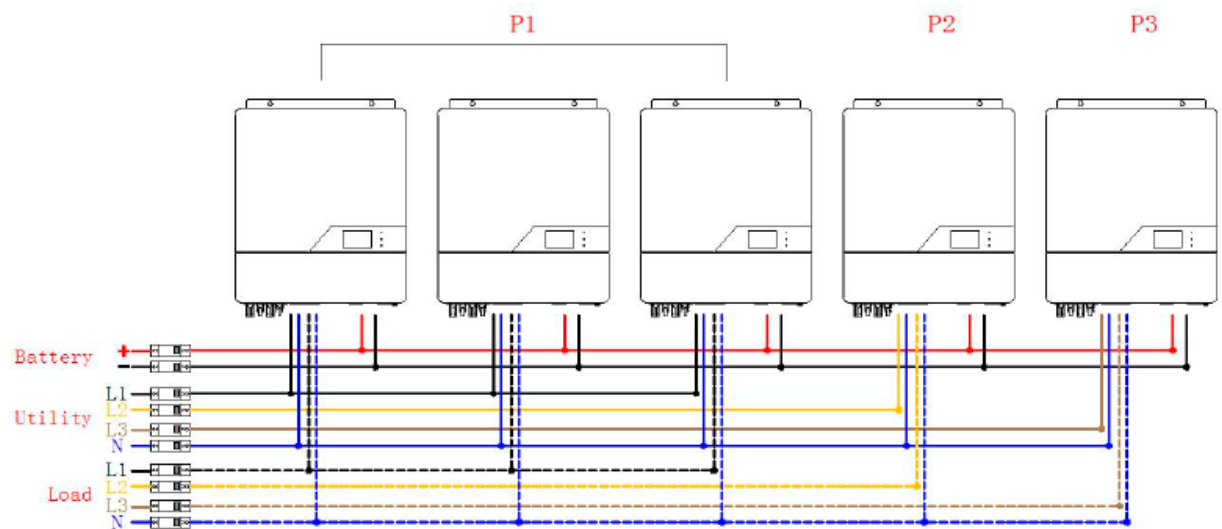 P1 P2 P3
Battery + -
L1
L2
Utility
L3
N
L1
L2
Load
L3
N